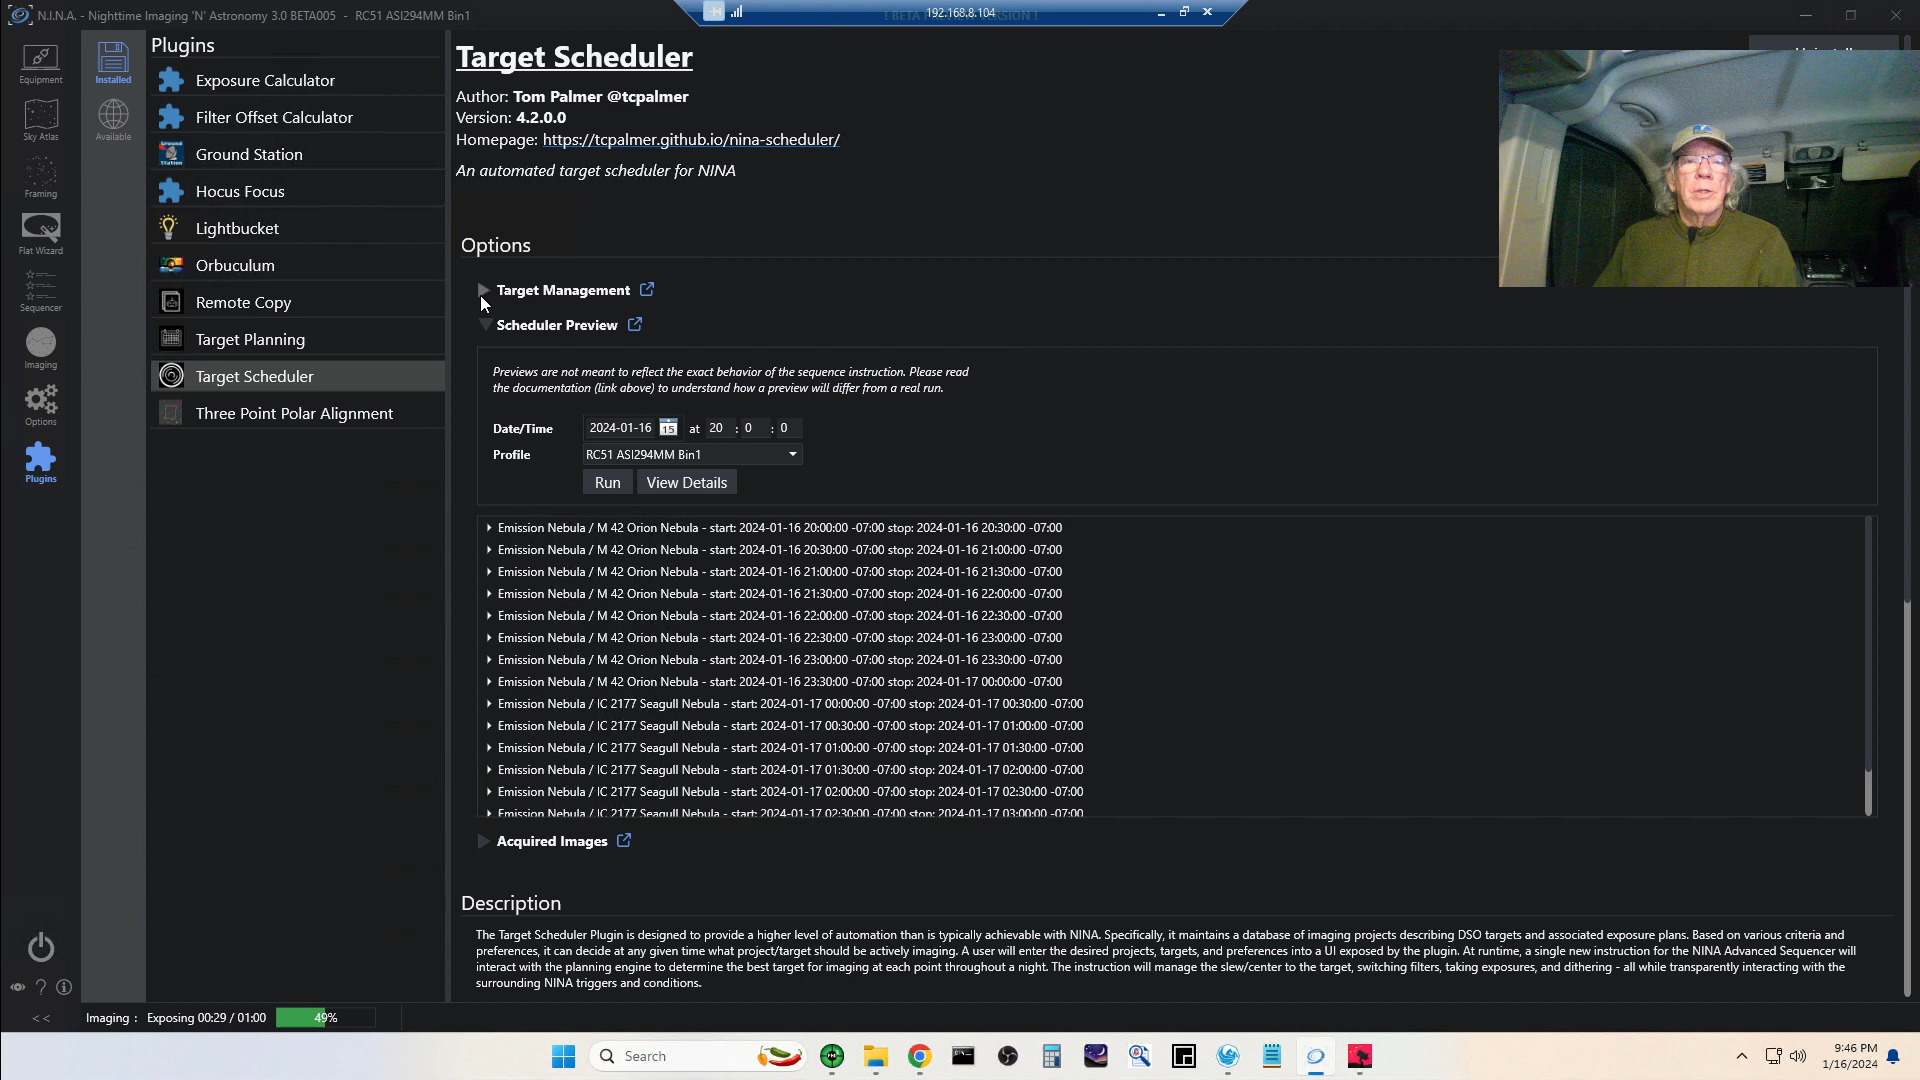 N.I.N.A. - Nighttime Imaging 'N' Astronomy 3.0 BETA005 - RC51 ASI294MM Bin1
192.168.8.104
Equipment
Sky Atlas
Framing
Flat Wizard
Sequencer
Imaging
Options
Plugins
Installed
Available
Plugins
Exposure Calculator
Filter Offset Calculator
Ground Station
Hocus Focus
Lightbucket
Orbuculum
Remote Copy
Target Planning
Target Scheduler
Three Point Polar Alignment
Target Scheduler
Author: Tom Palmer @tcpalmer
Version: 4.2.0.0
Homepage: https://tcpalmer.github.io/nina-scheduler/
An automated target scheduler for NINA
Options
Target Management
Scheduler Preview
Previews are not meant to reflect the exact behavior of the sequence instruction. Please read
the documentation (link above) to understand how a preview will differ from a real run.
Date/Time 2024-01-16 15 at 20 : 0 : 0
Profile RC51 ASI294MM Bin1
Run View Details
Emission Nebula / M 42 Orion Nebula - start: 2024-01-16 20:00:00 -07:00 stop: 2024-01-16 20:30:00 -07:00
Emission Nebula / M 42 Orion Nebula - start: 2024-01-16 20:30:00 -07:00 stop: 2024-01-16 21:00:00 -07:00
Emission Nebula / M 42 Orion Nebula - start: 2024-01-16 21:00:00 -07:00 stop: 2024-01-16 21:30:00 -07:00
Emission Nebula / M 42 Orion Nebula - start: 2024-01-16 21:30:00 -07:00 stop: 2024-01-16 22:00:00 -07:00
Emission Nebula / M 42 Orion Nebula - start: 2024-01-16 22:00:00 -07:00 stop: 2024-01-16 22:30:00 -07:00
Emission Nebula / M 42 Orion Nebula - start: 2024-01-16 22:30:00 -07:00 stop: 2024-01-16 23:00:00 -07:00
Emission Nebula / M 42 Orion Nebula - start: 2024-01-16 23:00:00 -07:00 stop: 2024-01-16 23:30:00 -07:00
Emission Nebula / M 42 Orion Nebula - start: 2024-01-16 23:30:00 -07:00 stop: 2024-01-17 00:00:00 -07:00
Emission Nebula / IC 2177 Seagull Nebula - start: 2024-01-17 00:00:00 -07:00 stop: 2024-01-17 00:30:00 -07:00
Emission Nebula / IC 2177 Seagull Nebula - start: 2024-01-17 00:30:00 -07:00 stop: 2024-01-17 01:00:00 -07:00
Emission Nebula / IC 2177 Seagull Nebula - start: 2024-01-17 01:00:00 -07:00 stop: 2024-01-17 01:30:00 -07:00
Emission Nebula / IC 2177 Seagull Nebula - start: 2024-01-17 01:30:00 -07:00 stop: 2024-01-17 02:00:00 -07:00
Emission Nebula / IC 2177 Seagull Nebula - start: 2024-01-17 02:00:00 -07:00 stop: 2024-01-17 02:30:00 -07:00
Emission Nebula / IC 2177 Seagull Nebula - start: 2024-01-17 02:30:00 -07:00 stop: 2024-01-17 03:00:00 -07:00
Acquired Images
Description
The Target Scheduler Plugin is designed to provide a higher level of automation than is typically achievable with NINA. Specifically, it maintains a database of imaging projects describing DSO targets and associated exposure plans. Based on various criteria and
preferences, it can decide at any given time what project/target should be actively imaging. A user will enter the desired projects, targets, and preferences into a UI exposed by the plugin. At runtime, a single new instruction for the NINA Advanced Sequencer will
interact with the planning engine to determine the best target for imaging at each point throughout a night. The instruction will manage the slew/center to the target, switching filters, taking exposures, and dithering - all while transparently interacting with the
surrounding NINA triggers and conditions.
<< Imaging : Exposing 00:29 / 01:00 49%
Search
9:46 PM
1/16/2024